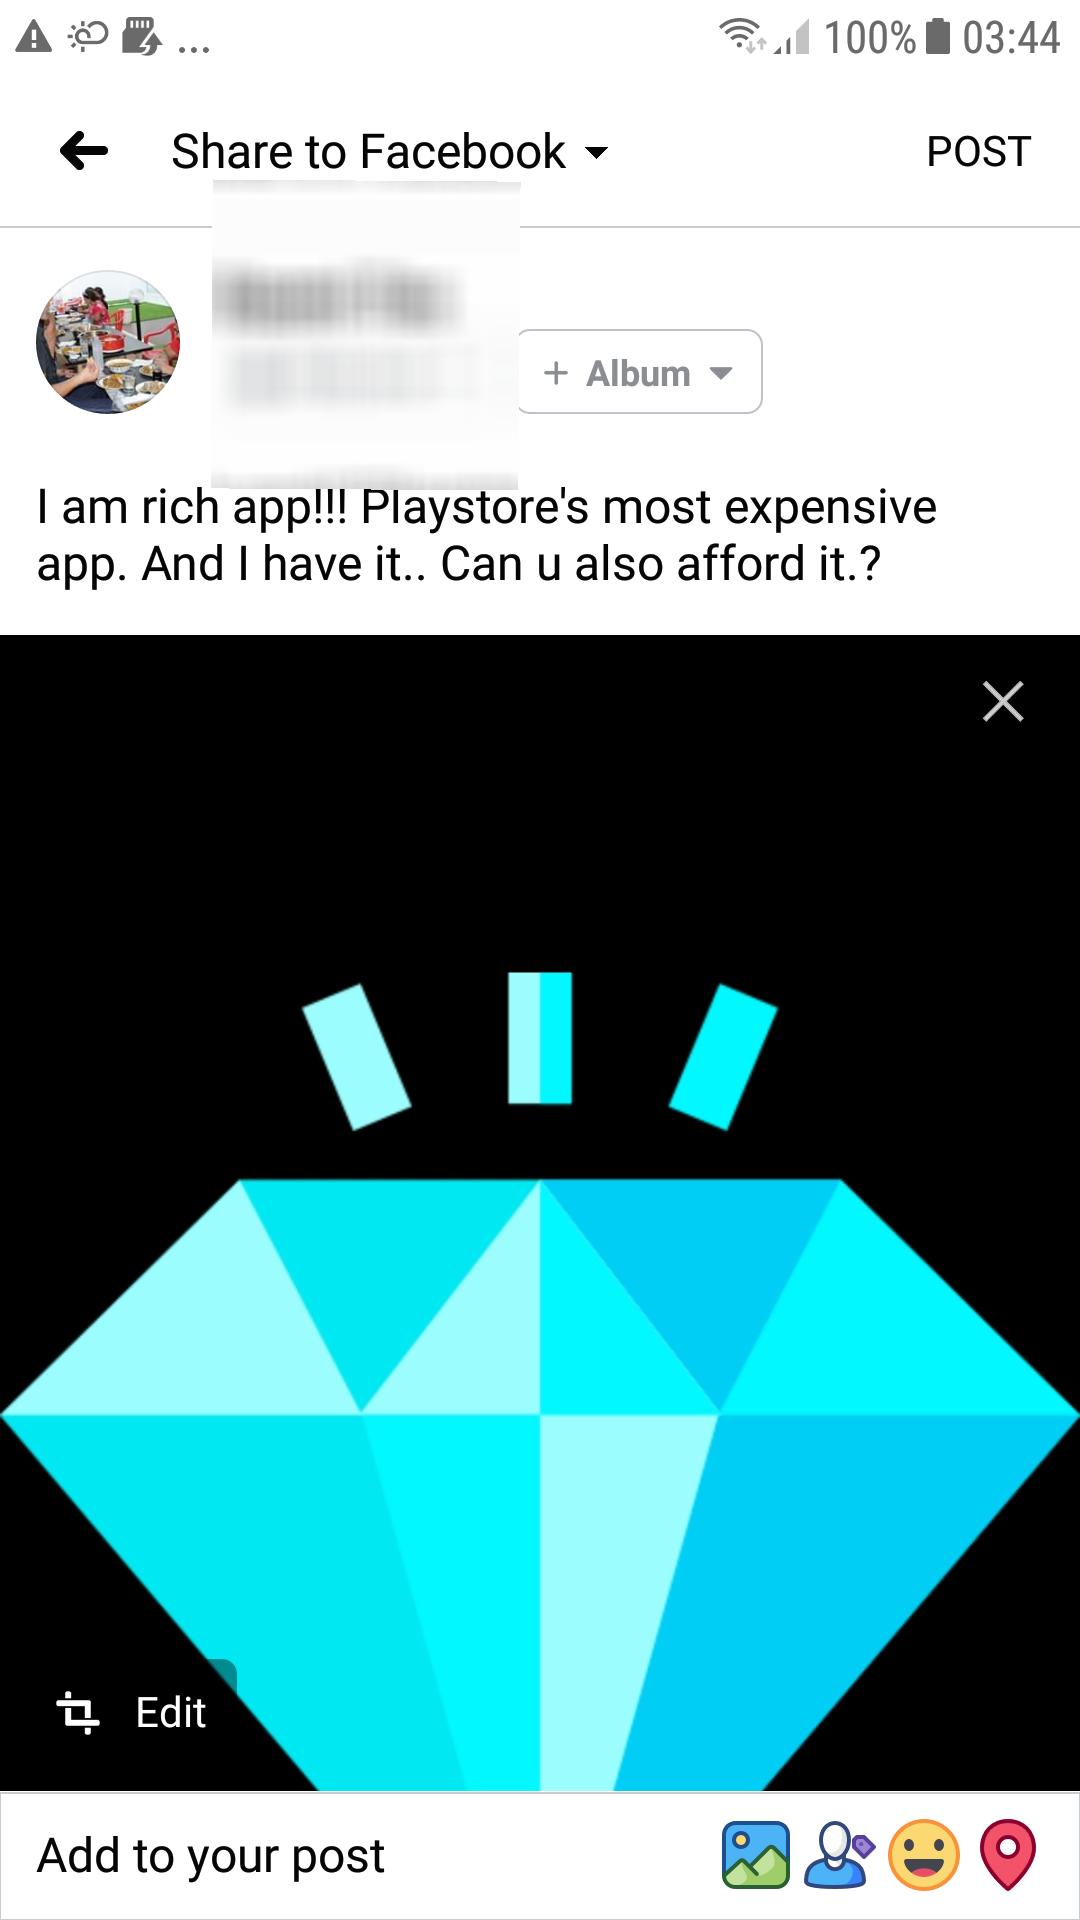 ... 100% 03:44
Share to Facebook POST
+ Album
I am rich app!!! Playstore's most expensive
app. And I have it.. Can u also afford it.?
Edit
Add to your post